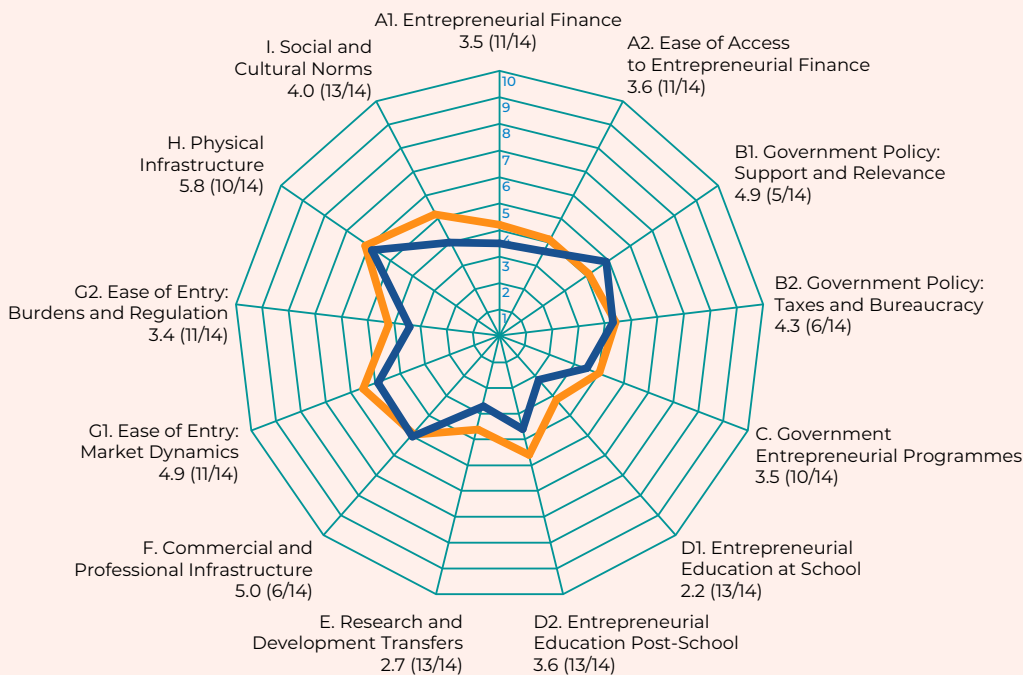 A1. Entrepreneurial Finance
3.5 (11/14)
A2. Ease of Access
to Entrepreneurial Finance
3.6 (11/14)
B1. Government Policy:
Support and Relevance
4.9 (5/14)
B2. Government Policy:
Taxes and Bureaucracy
4.3 (6/14)
C. Government
Entrepreneurial Programmes
3.5 (10/14)
D1. Entrepreneurial
Education at School
2.2 (13/14)
D2. Entrepreneurial
Education Post-School
3.6 (13/14)
E. Research and
Development Transfers
2.7 (13/14)
F. Commercial and
Professional Infrastructure
5.0 (6/14)
G1. Ease of Entry:
Market Dynamics
4.9 (11/14)
G2. Ease of Entry:
Burdens and Regulation
3.4 (11/14)
H. Physical
Infrastructure
5.8 (10/14)
I. Social and
Cultural Norms
4.0 (13/14)
10
9
8
7
6
5
4
3
2
1